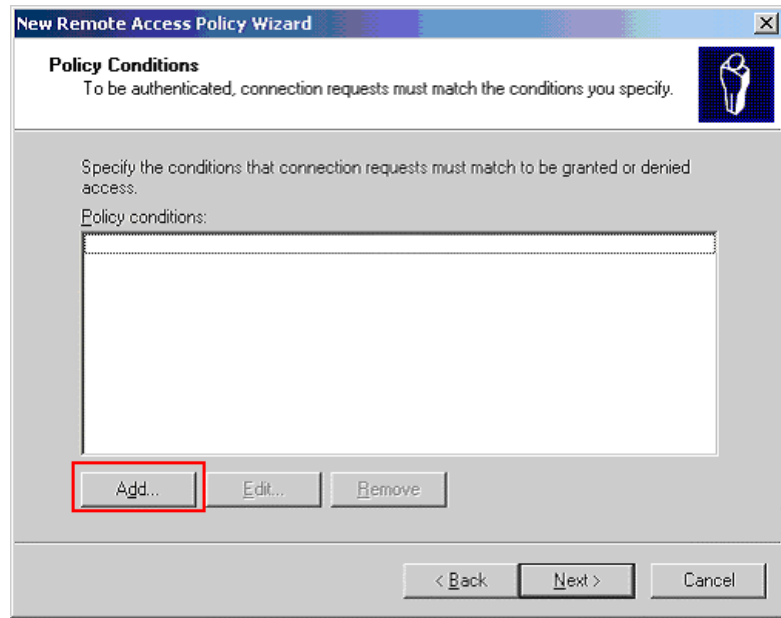 New Remote Access Policy Wizard
Policy Conditions
To be authenticated, connection requests must match the conditions you specify.
Specify the conditions that connection requests must match to be granted or denied
access.
Policy conditions:
Add... Edit... Remove
< Back Next > Cancel